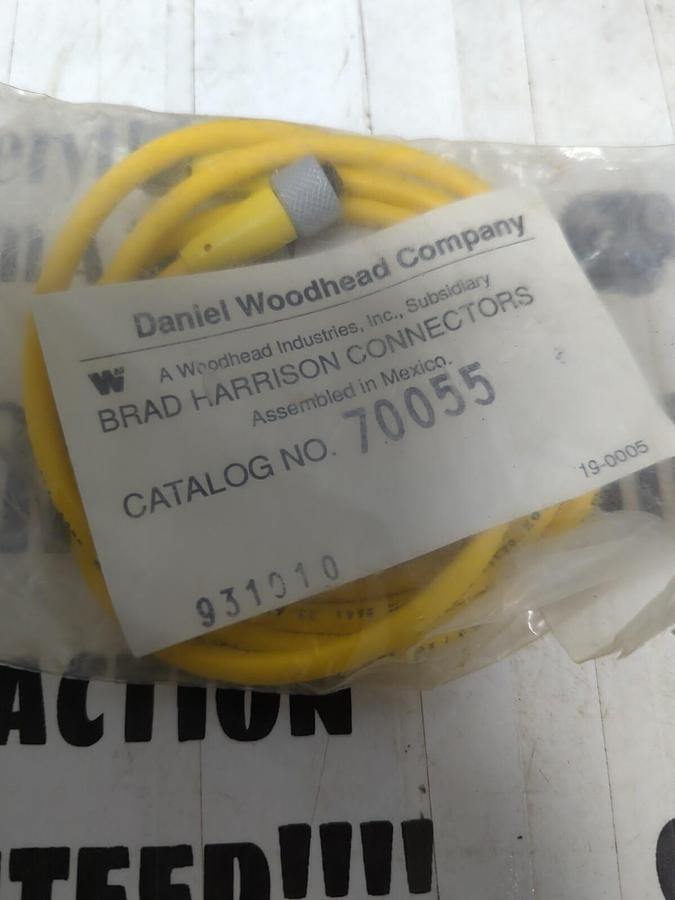 Daniel Woodhead Company
A Woodhead Industries, Inc., Subsidiary
BRAD HARRISON CONNECTORS
Assembled in Mexico.
CATALOG NO. 70055
19-0005
931010
ACTION